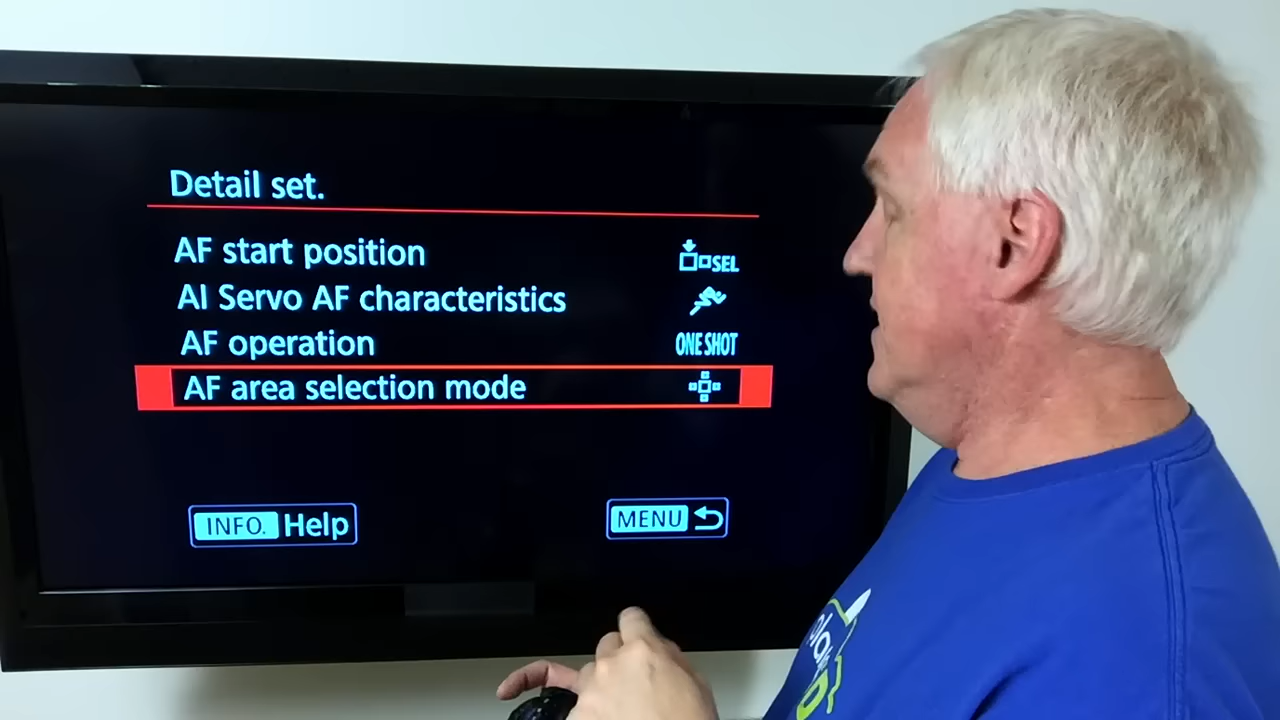 Detail set.
AF start position SEL
AI Servo AF characteristics
AF operation ONE SHOT
AF area selection mode
INFO. Help MENU